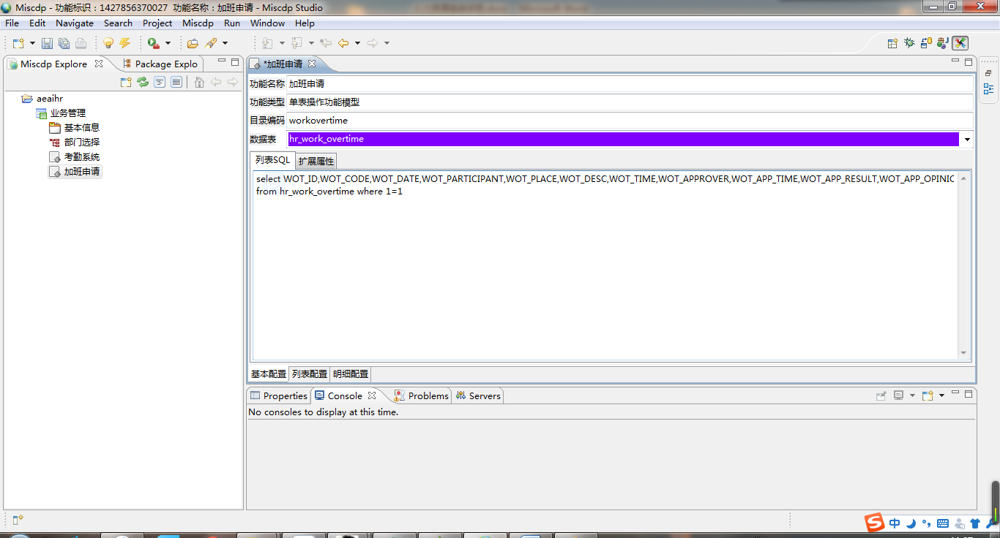 Miscdp - 功能标识：1427856370027 功能名称：加班申请 - Miscdp Studio
File Edit Navigate Search Project Miscdp Run Window Help
Miscdp Explore
Package Explo
aeaihr
业务管理
基本信息
部门选择
考勤系统
加班申请
*加班申请
功能名称 加班申请
功能类型 单表操作功能模型
目录编码 workovertime
数据表 hr_work_overtime
列表SQL 扩展属性
select WOT_ID,WOT_CODE,WOT_DATE,WOT_PARTICIPANT,WOT_PLACE,WOT_DESC,WOT_TIME,WOT_APPROVER,WOT_APP_TIME,WOT_APP_RESULT,WOT_APP_OPINIC
from hr_work_overtime where 1=1
基本配置 列表配置 明细配置
Properties Console Problems Servers
No consoles to display at this time.
中